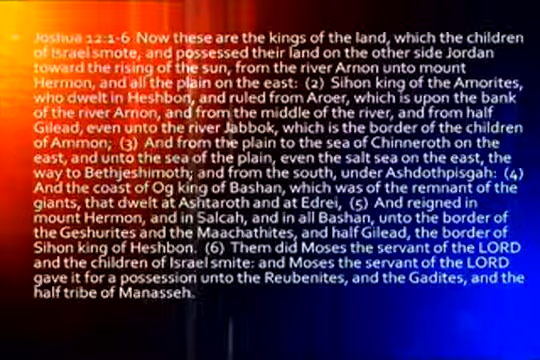 Joshua 12:1-6 Now these are the kings of the land, which the children
of Israel smote, and possessed their land on the other side Jordan
toward the rising of the sun, from the river Arnon unto mount
Hermon, and all the plain on the east: (2) Sihon king of the Amorites,
who dwelt in Heshbon, and ruled from Aroer, which is upon the bank
of the river Arnon, and from the middle of the river, and from half
Gilead, even unto the river Jabbok, which is the border of the children
of Ammon; (3) And from the plain to the sea of Chinneroth on the
east, and unto the sea of the plain, even the salt sea on the east, the
way to Bethjeshimoth; and from the south, under Ashdothpisgah: (4)
And the coast of Og king of Bashan, which was of the remnant of the
giants, that dwelt at Ashtaroth and at Edrei, (5) And reigned in
mount Hermon, and in Salcah, and in all Bashan, unto the border of
the Geshurites and the Maachathites, and half Gilead, the border of
Sihon king of Heshbon. (6) Them did Moses the servant of the LORD
and the children of Israel smite: and Moses the servant of the LORD
gave it for a possession unto the Reubenites, and the Gadites, and the
half tribe of Manasseh.